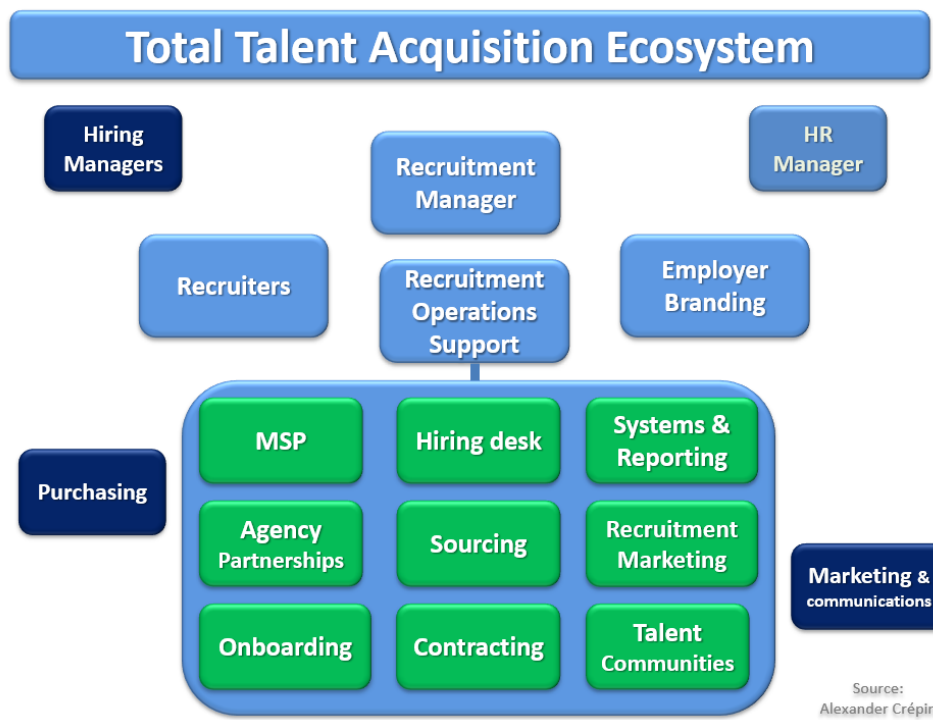 Total Talent Acquisition Ecosystem
Hiring
Managers
Recruitment
Manager
HR
Manager
Recruiters
Recruitment
Operations
Support
Employer
Branding
MSP
Hiring desk
Systems &
Reporting
Purchasing
Agency
Partnerships
Sourcing
Recruitment
Marketing
Marketing &
communications
Onboarding
Contracting
Talent
Communities
Source:
Alexander Crépin